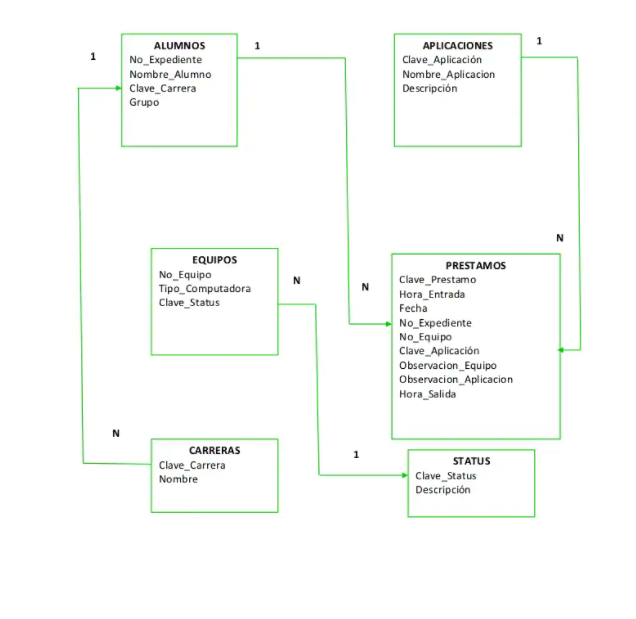 1
ALUMNOS
No_Expediente
Nombre_Alumno
Clave_Carrera
Grupo
1
APLICACIONES
Clave_Aplicación
Nombre_Aplicacion
Descripción
1
EQUIPOS
No_Equipo
Tipo_Computadora
Clave_Status
N
N
N
PRESTAMOS
Clave_Prestamo
Hora_Entrada
Fecha
No_Expediente
No_Equipo
Clave_Aplicación
Observacion_Equipo
Observacion_Aplicacion
Hora_Salida
N
CARRERAS
Clave_Carrera
Nombre
1
STATUS
Clave_Status
Descripción